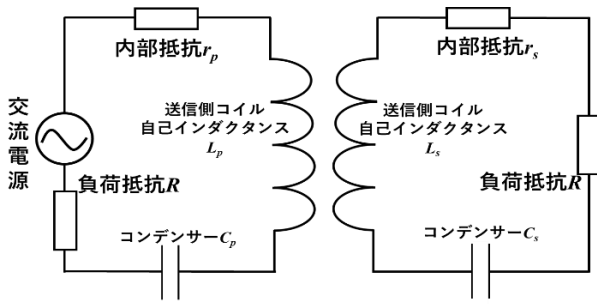 内部抵抗rp
内部抵抗rs
交流電源
送信側コイル
自己インダクタンス
Lp
送信側コイル
自己インダクタンス
Ls
負荷抵抗R
負荷抵抗R
コンデンサーCp
コンデンサーCs